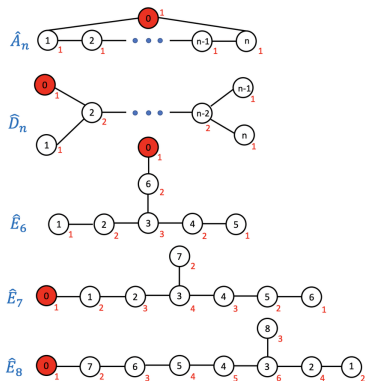 0 1
Â_n 1 1 2 1 n-1 1 n 1
0 1 n-1 1
D̂_n 2 2 n-2 2
1 1 n 1
0 1
6 2
Ê_6 1 1 2 2 3 3 4 2 5 1
7 2
Ê_7 0 1 1 2 2 3 3 4 4 3 5 2 6 1
8 3
Ê_8 0 1 7 2 6 3 5 4 4 5 3 6 2 4 1 2